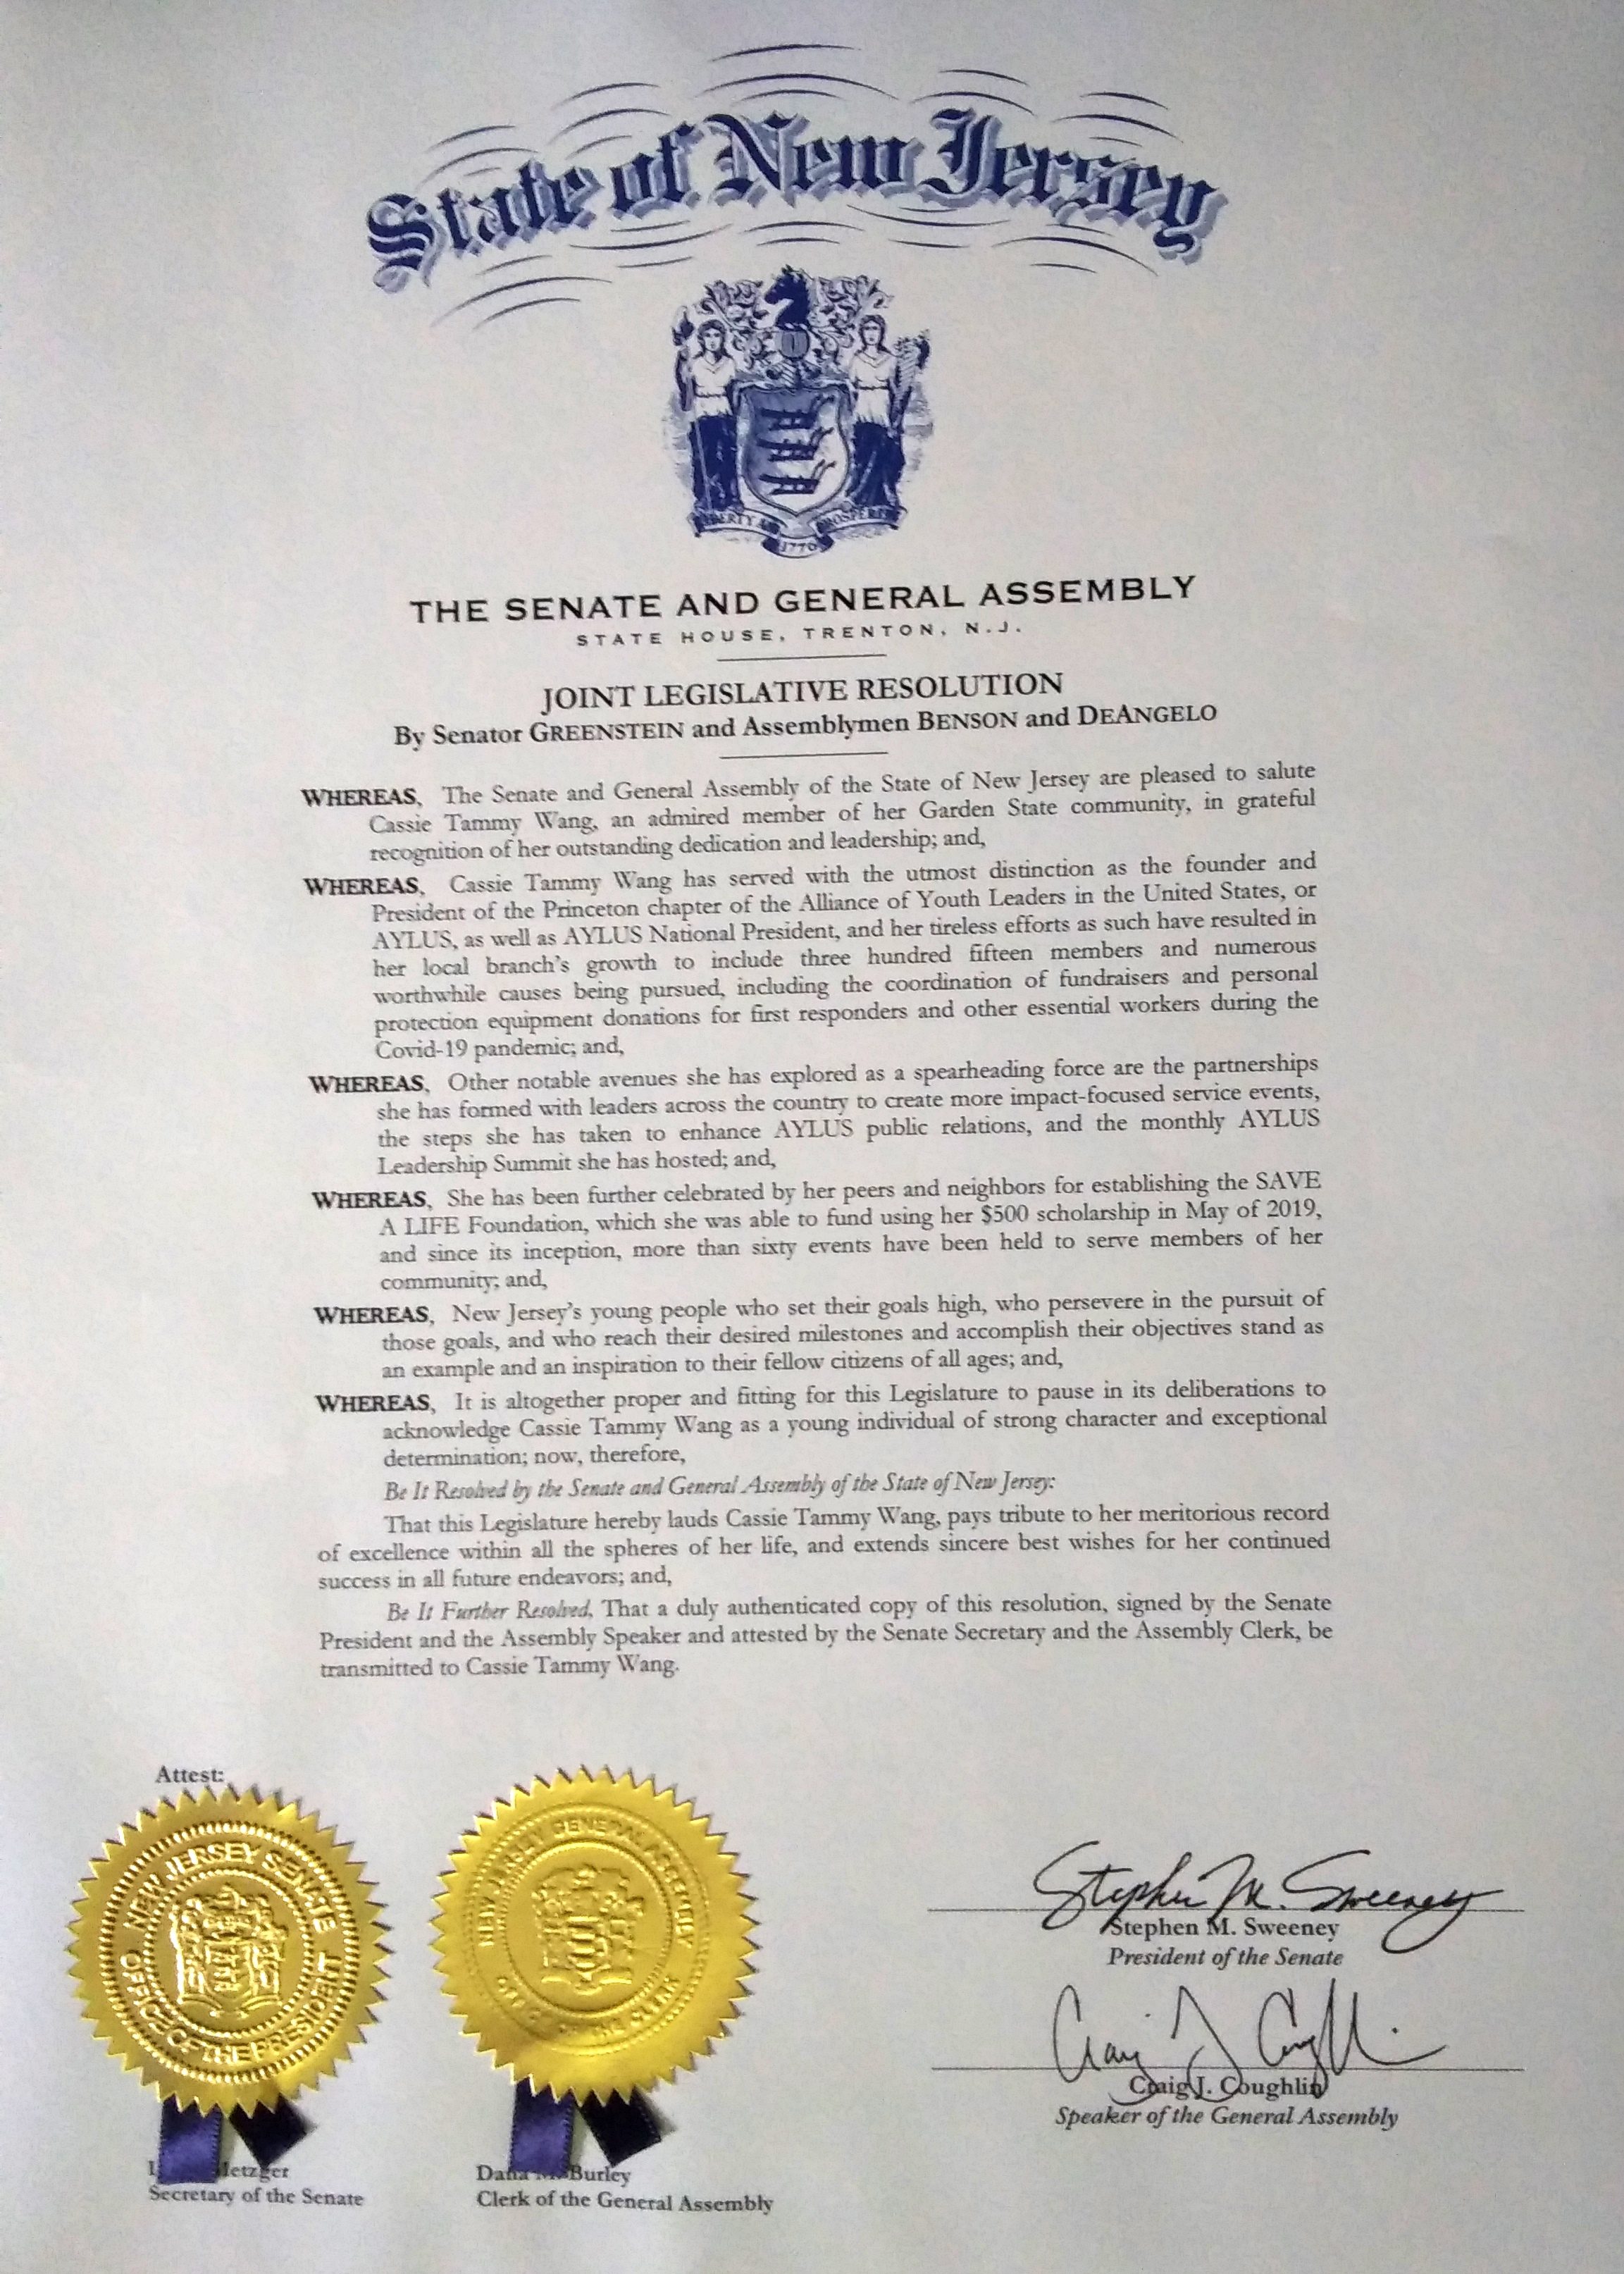 State of New Jersey
LIBERTY AND PROSPERITY
1776
THE SENATE AND GENERAL ASSEMBLY
STATE HOUSE, TRENTON, N.J.
JOINT LEGISLATIVE RESOLUTION
By Senator GREENSTEIN and Assemblymen BENSON and DEANGELO
WHEREAS, The Senate and General Assembly of the State of New Jersey are pleased to salute
Cassie Tammy Wang, an admired member of her Garden State community, in grateful
recognition of her outstanding dedication and leadership; and,
WHEREAS, Cassie Tammy Wang has served with the utmost distinction as the founder and
President of the Princeton chapter of the Alliance of Youth Leaders in the United States, or
AYLUS, as well as AYLUS National President, and her tireless efforts as such have resulted in
her local branch's growth to include three hundred fifteen members and numerous
worthwhile causes being pursued, including the coordination of fundraisers and personal
protection equipment donations for first responders and other essential workers during the
Covid-19 pandemic; and,
WHEREAS, Other notable avenues she has explored as a spearheading force are the partnerships
she has formed with leaders across the country to create more impact-focused service events,
the steps she has taken to enhance AYLUS public relations, and the monthly AYLUS
Leadership Summit she has hosted; and,
WHEREAS, She has been further celebrated by her peers and neighbors for establishing the SAVE
A LIFE Foundation, which she was able to fund using her $500 scholarship in May of 2019,
and since its inception, more than sixty events have been held to serve members of her
community; and,
WHEREAS, New Jersey's young people who set their goals high, who persevere in the pursuit of
those goals, and who reach their desired milestones and accomplish their objectives stand as
an example and an inspiration to their fellow citizens of all ages; and,
WHEREAS, It is altogether proper and fitting for this Legislature to pause in its deliberations to
acknowledge Cassie Tammy Wang as a young individual of strong character and exceptional
determination; now, therefore,
Be It Resolved by the Senate and General Assembly of the State of New Jersey:
That this Legislature hereby lauds Cassie Tammy Wang, pays tribute to her meritorious record
of excellence within all the spheres of her life, and extends sincere best wishes for her continued
success in all future endeavors; and,
Be It Further Resolved, That a duly authenticated copy of this resolution, signed by the Senate
President and the Assembly Speaker and attested by the Senate Secretary and the Assembly Clerk, be
transmitted to Cassie Tammy Wang.
Attest:
NEW JERSEY SENATE
OFFICE OF THE PRESIDENT
NEW JERSEY GENERAL ASSEMBLY
OFFICE OF THE CLERK
Stephen M. Sweeney
Stephen M. Sweeney
President of the Senate
Craig J. Coughlin
Craig J. Coughlin
Speaker of the General Assembly
Metzger
Secretary of the Senate
Dana M. Burley
Clerk of the General Assembly